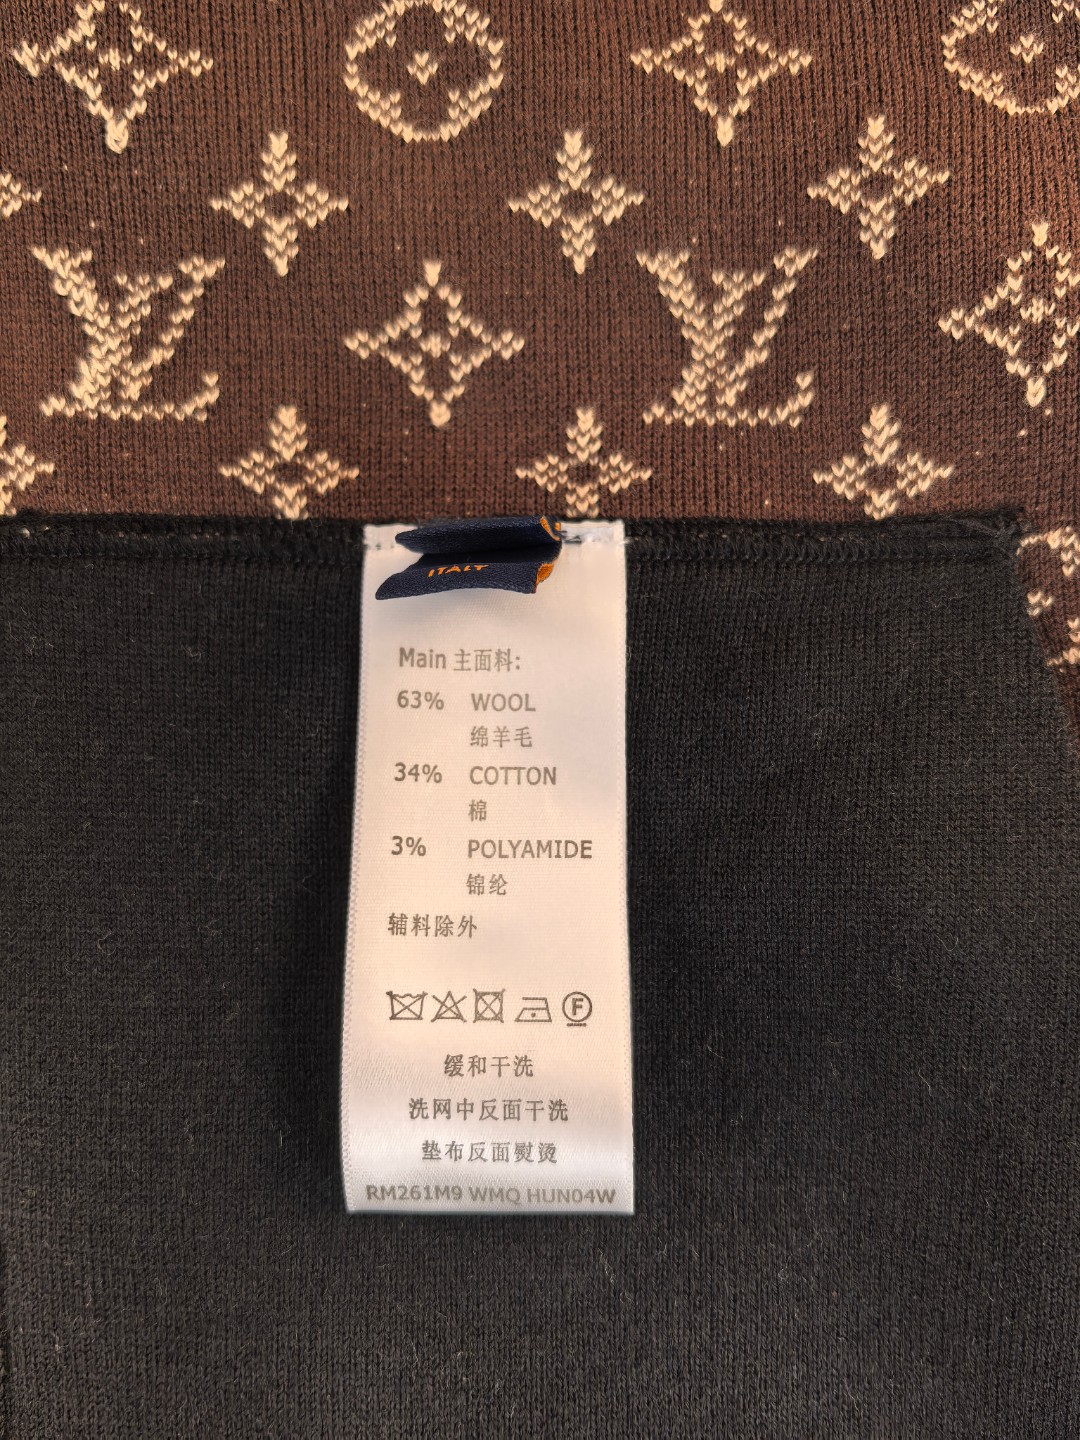 ITALY
Main 主面料:
63% WOOL
绵羊毛
34% COTTON
棉
3% POLYAMIDE
锦纶
辅料除外
F
缓和干洗
洗网中反面干洗
垫布反面熨烫
RM261M9 WMQ HUN04W